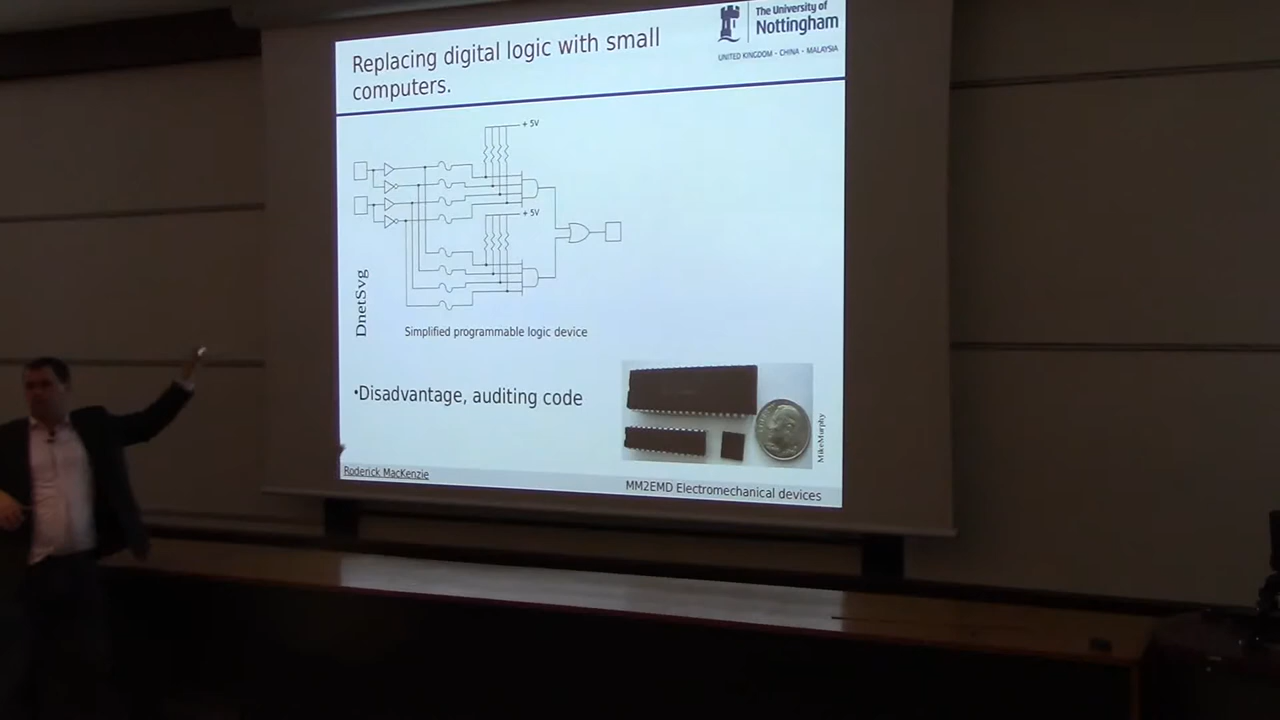 Replacing digital logic with small
computers.
The University of
Nottingham
UNITED KINGDOM · CHINA · MALAYSIA
+ 5V
+ 5V
DnetSvg
Simplified programmable logic device
•Disadvantage, auditing code
MikeMurphy
Roderick MacKenzie
MM2EMD Electromechanical devices